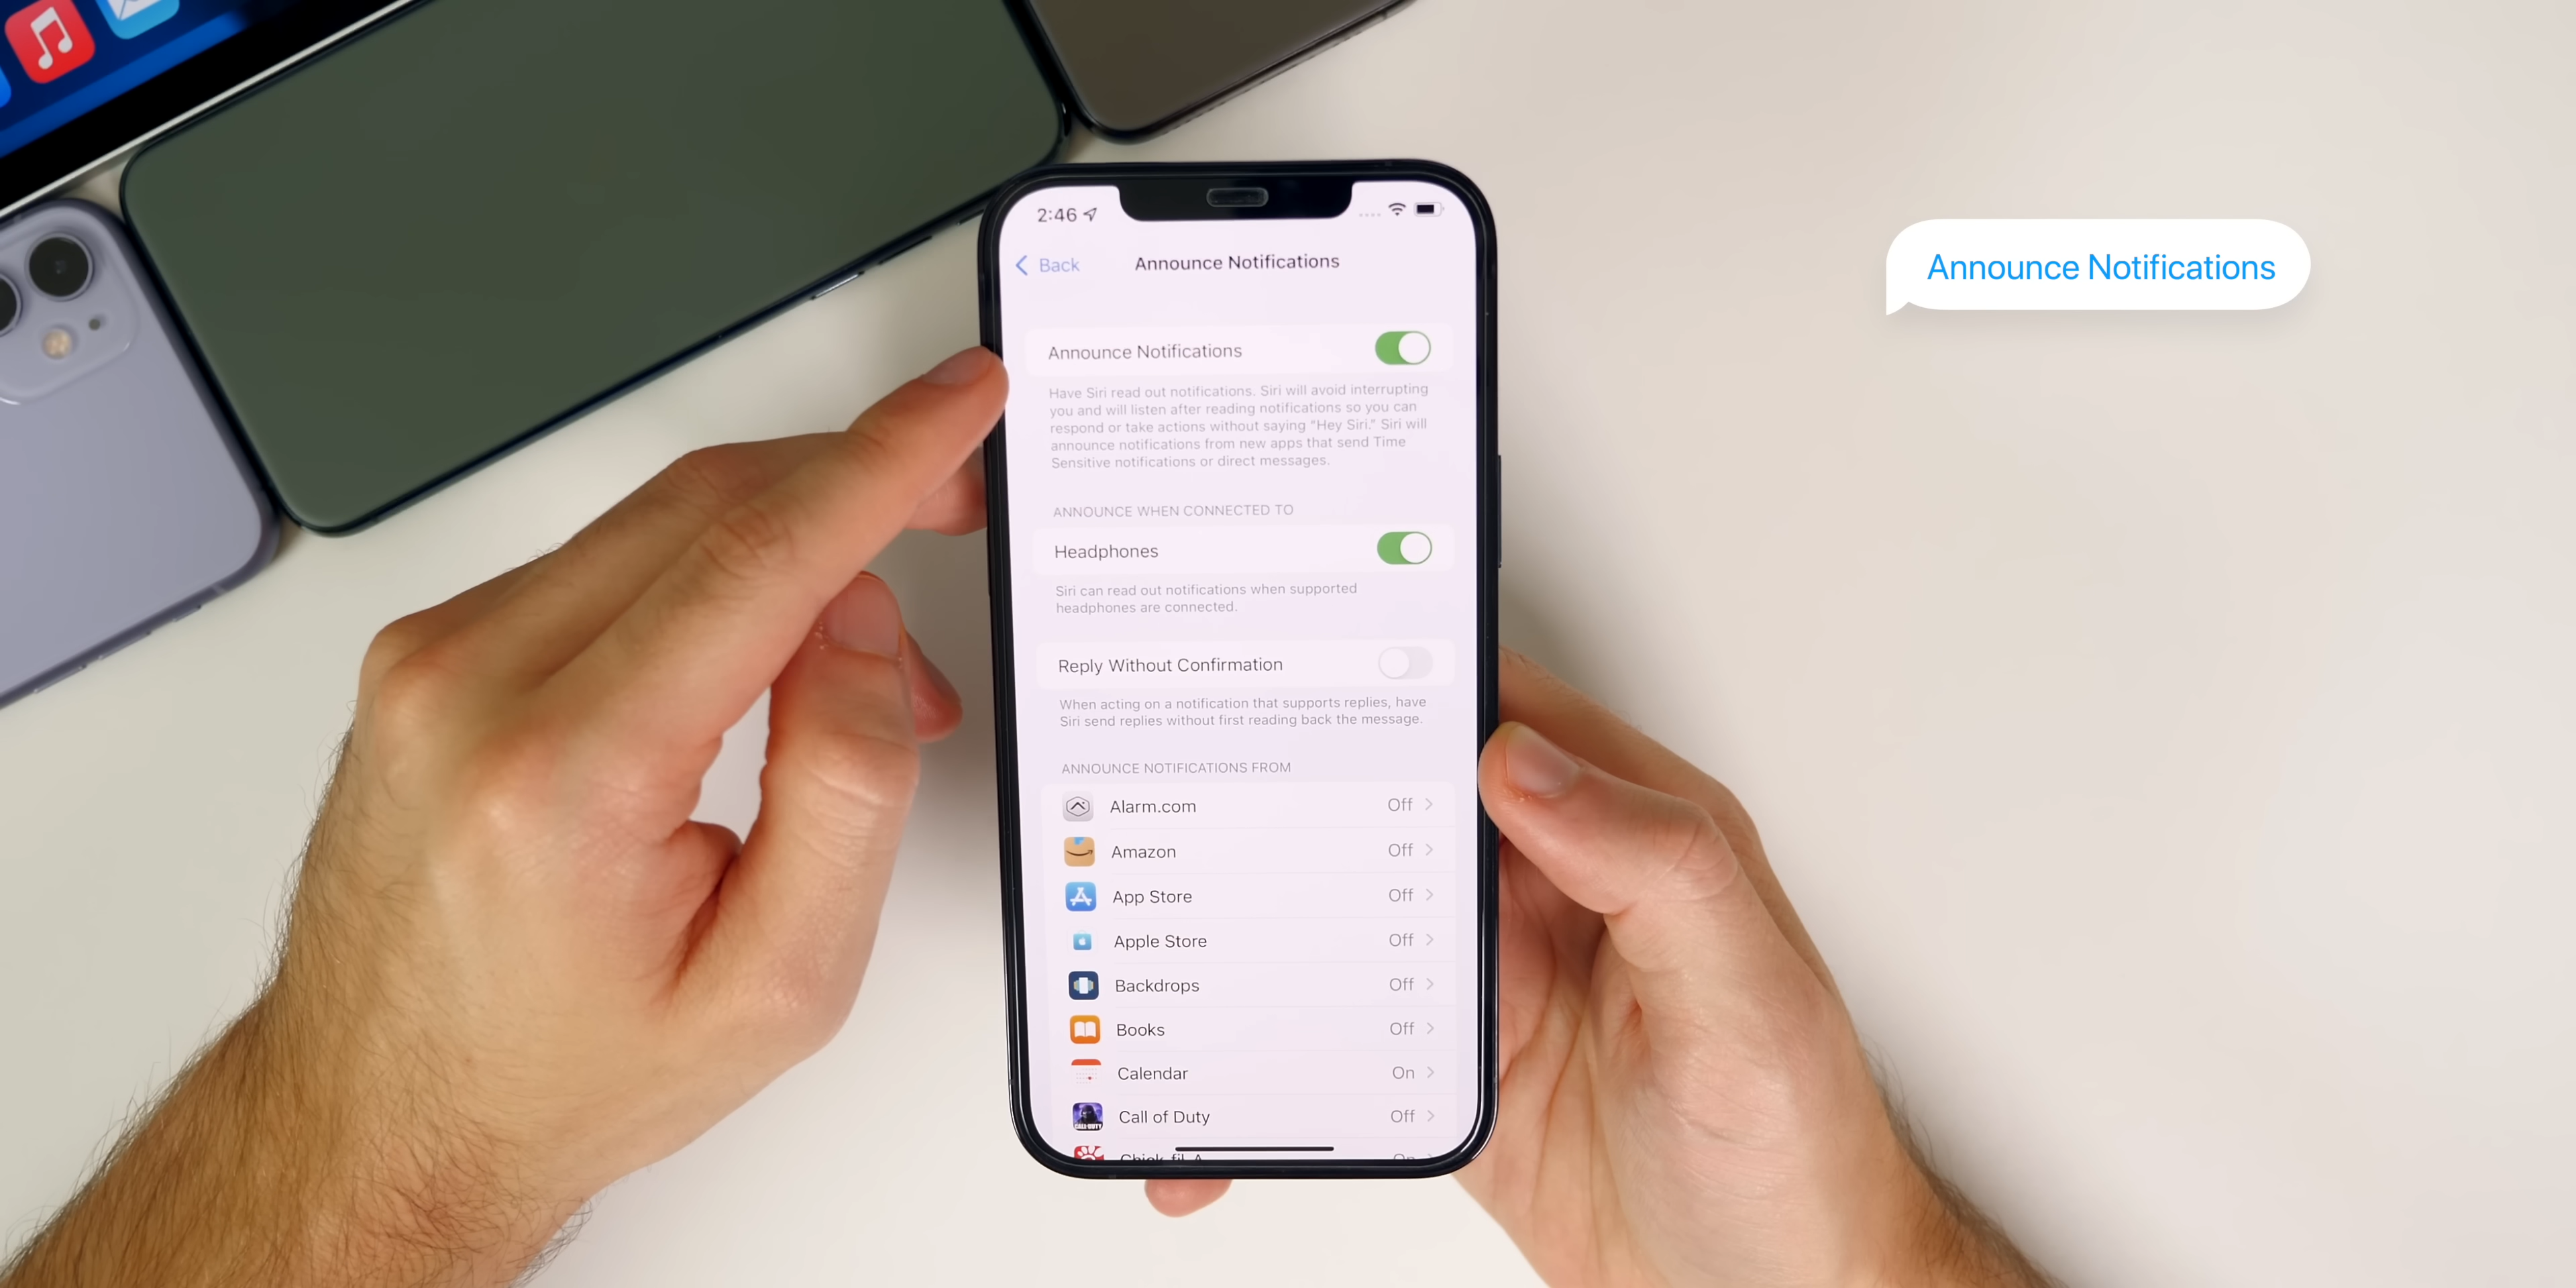 2:46
Back
Announce Notifications
Announce Notifications
Announce Notifications
Have Siri read out notifications. Siri will avoid interrupting
you and will listen after reading notifications so you can
respond or take actions without saying “Hey Siri.” Siri will
announce notifications from new apps that send Time
Sensitive notifications or direct messages.
ANNOUNCE WHEN CONNECTED TO
Headphones
Siri can read out notifications when supported
headphones are connected.
Reply Without Confirmation
When acting on a notification that supports replies, have
Siri send replies without first reading back the message.
ANNOUNCE NOTIFICATIONS FROM
Alarm.com Off
Amazon Off
App Store Off
Apple Store Off
Backdrops Off
Books Off
Calendar On
Call of Duty Off
Chick-fil-A On